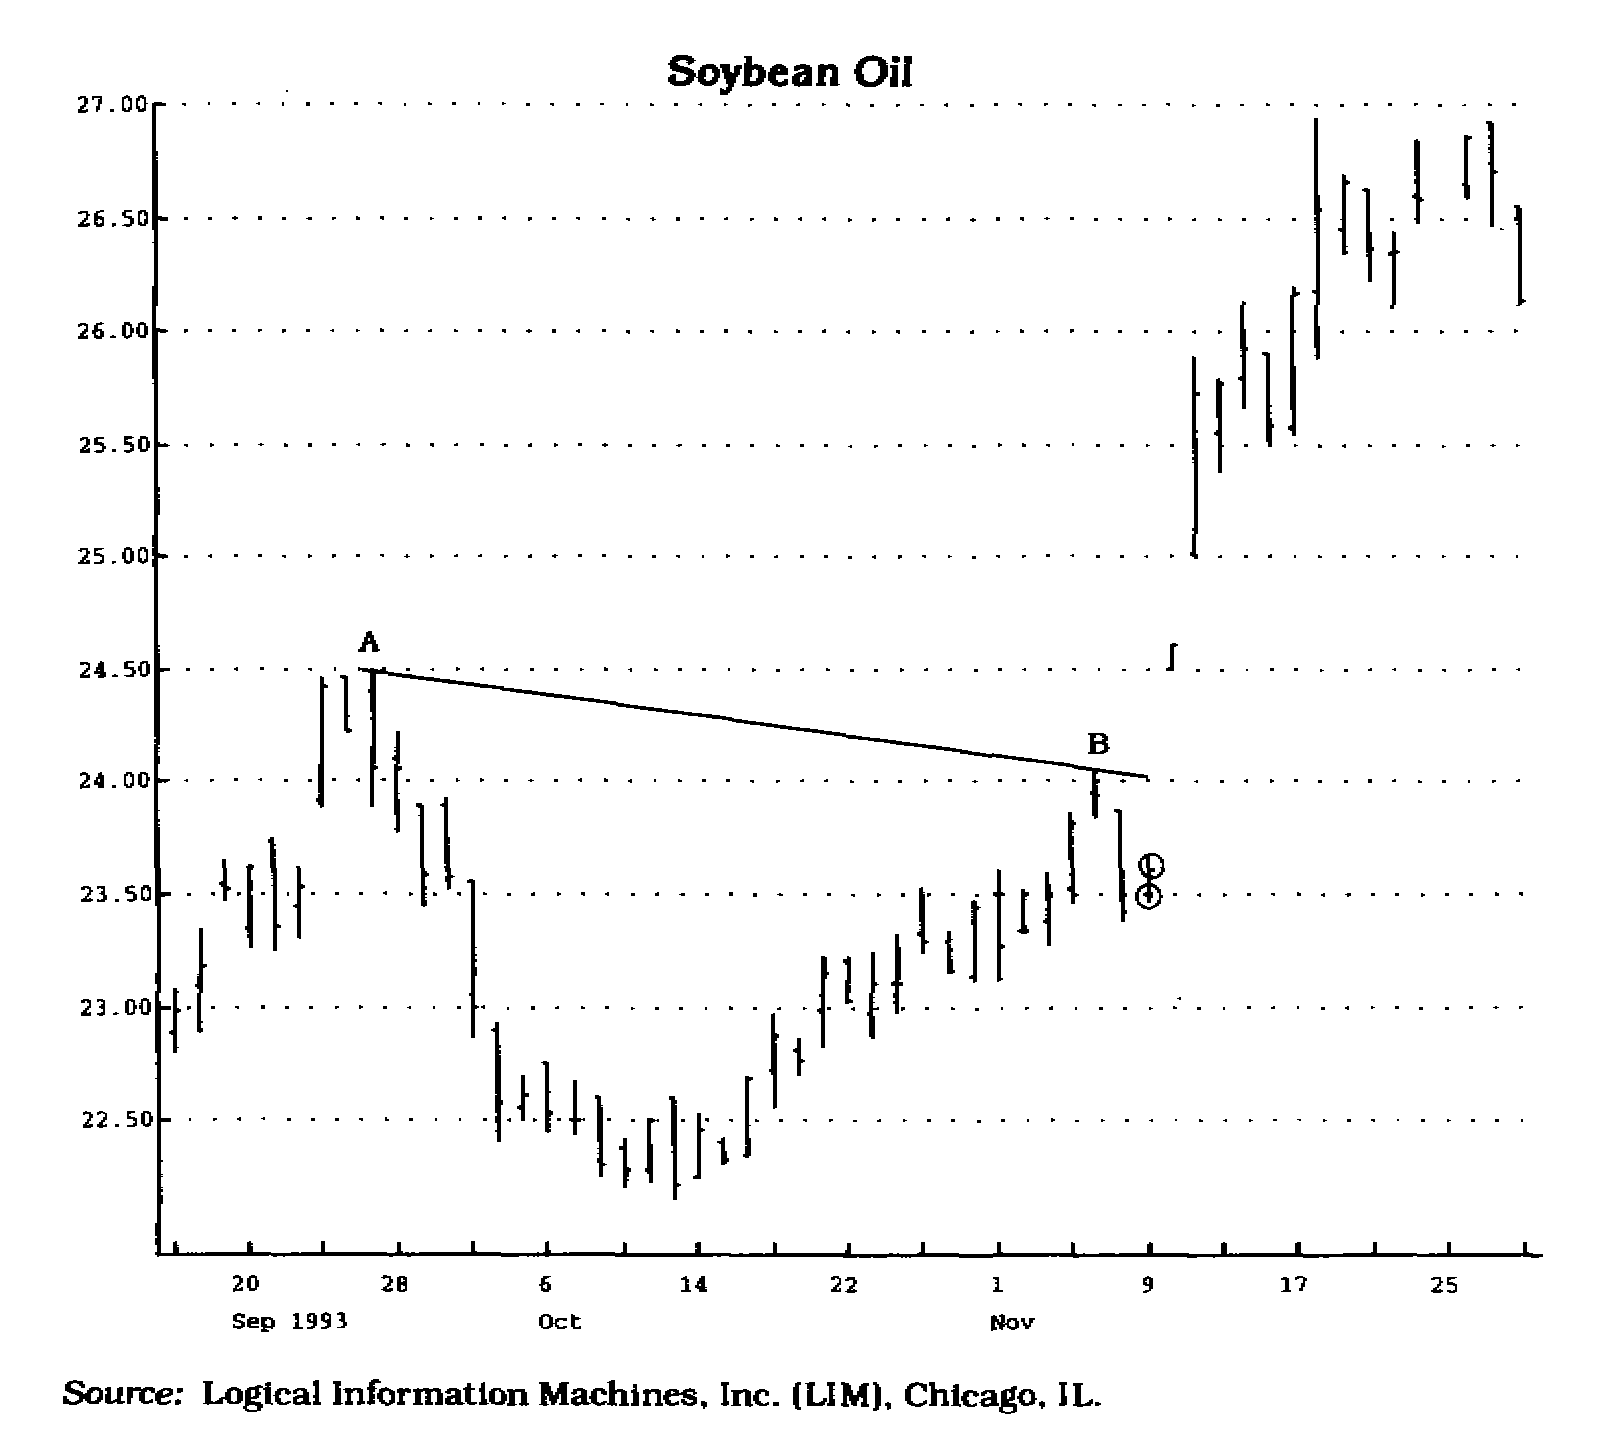 Soybean Oil
27.00
26.50
26.00
25.50
25.00
24.50
24.00
23.50
23.00
22.50
A
B
20 28 6 14 22 1 9 17 25
Sep 1993 Oct Nov
Source: Logical Information Machines, Inc. (LIM), Chicago, IL.